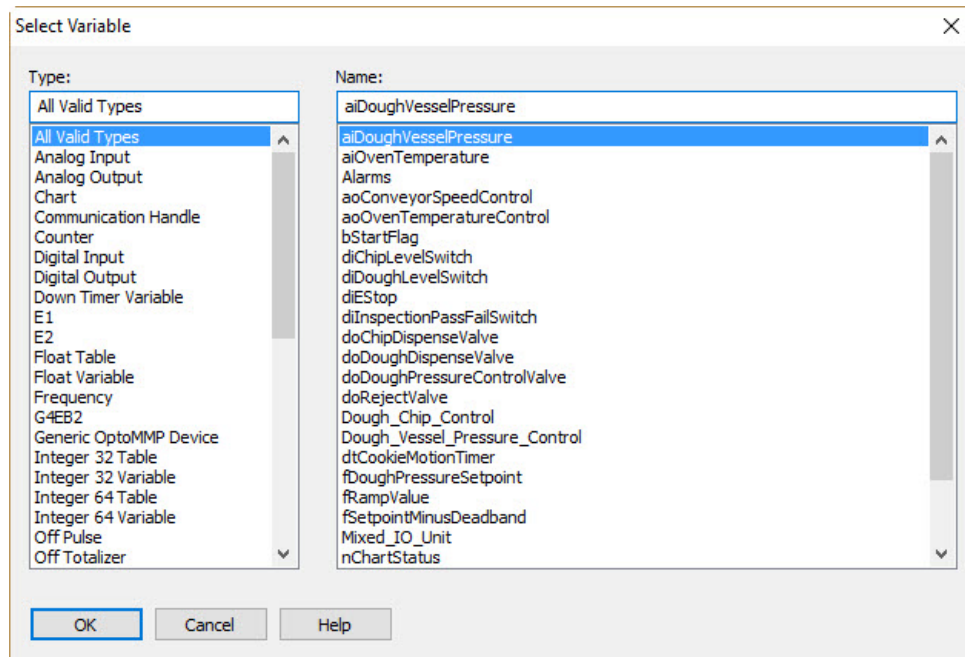 Select Variable
Type:
All Valid Types
All Valid Types
Analog Input
Analog Output
Chart
Communication Handle
Counter
Digital Input
Digital Output
Down Timer Variable
E1
E2
Float Table
Float Variable
Frequency
G4EB2
Generic OptoMMP Device
Integer 32 Table
Integer 32 Variable
Integer 64 Table
Integer 64 Variable
Off Pulse
Off Totalizer
Name:
aiDoughVesselPressure
aiDoughVesselPressure
aiOvenTemperature
Alarms
aoConveyorSpeedControl
aoOvenTemperatureControl
bStartFlag
diChipLevelSwitch
diDoughLevelSwitch
diEStop
diInspectionPassFailSwitch
doChipDispenseValve
doDoughDispenseValve
doDoughPressureControlValve
doRejectValve
Dough_Chip_Control
Dough_Vessel_Pressure_Control
dtCookieMotionTimer
fDoughPressureSetpoint
fRampValue
fSetpointMinusDeadband
Mixed_IO_Unit
nChartStatus
OK Cancel Help